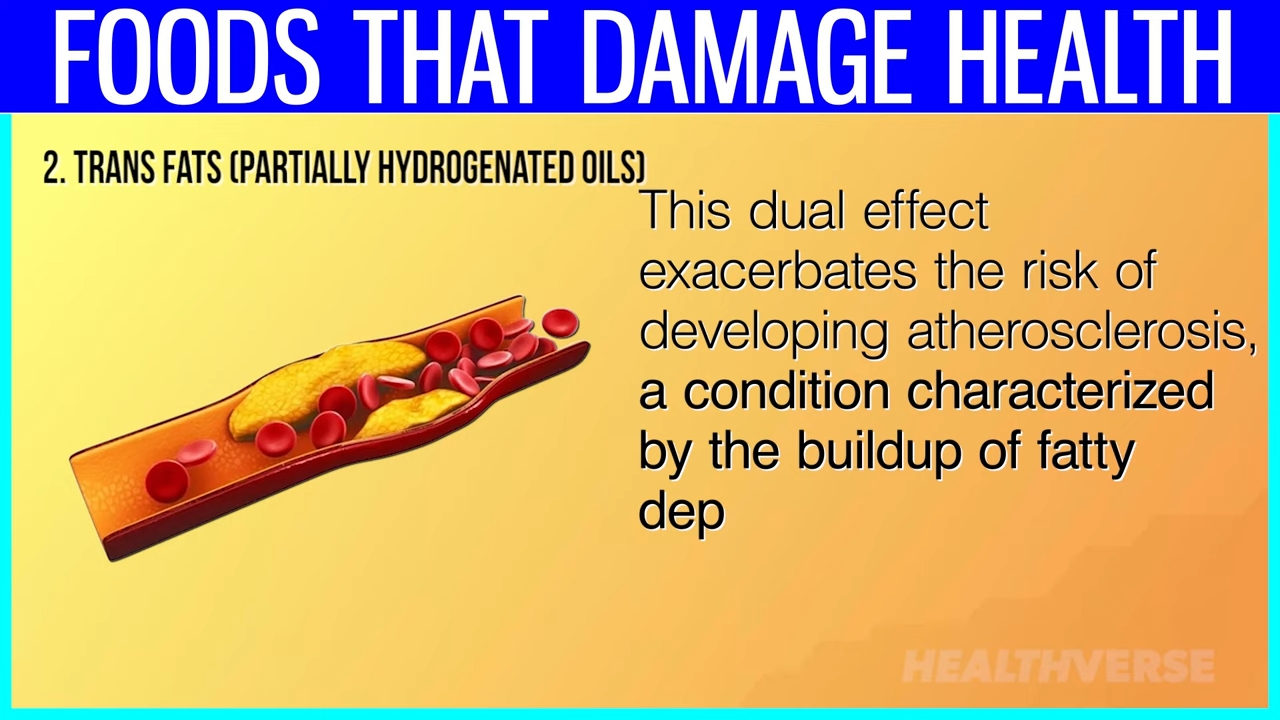 FOODS THAT DAMAGE HEALTH
2. TRANS FATS (PARTIALLY HYDROGENATED OILS)
This dual effect
exacerbates the risk of
developing atherosclerosis,
a condition characterized
by the buildup of fatty
dep
HEALTHVERSE